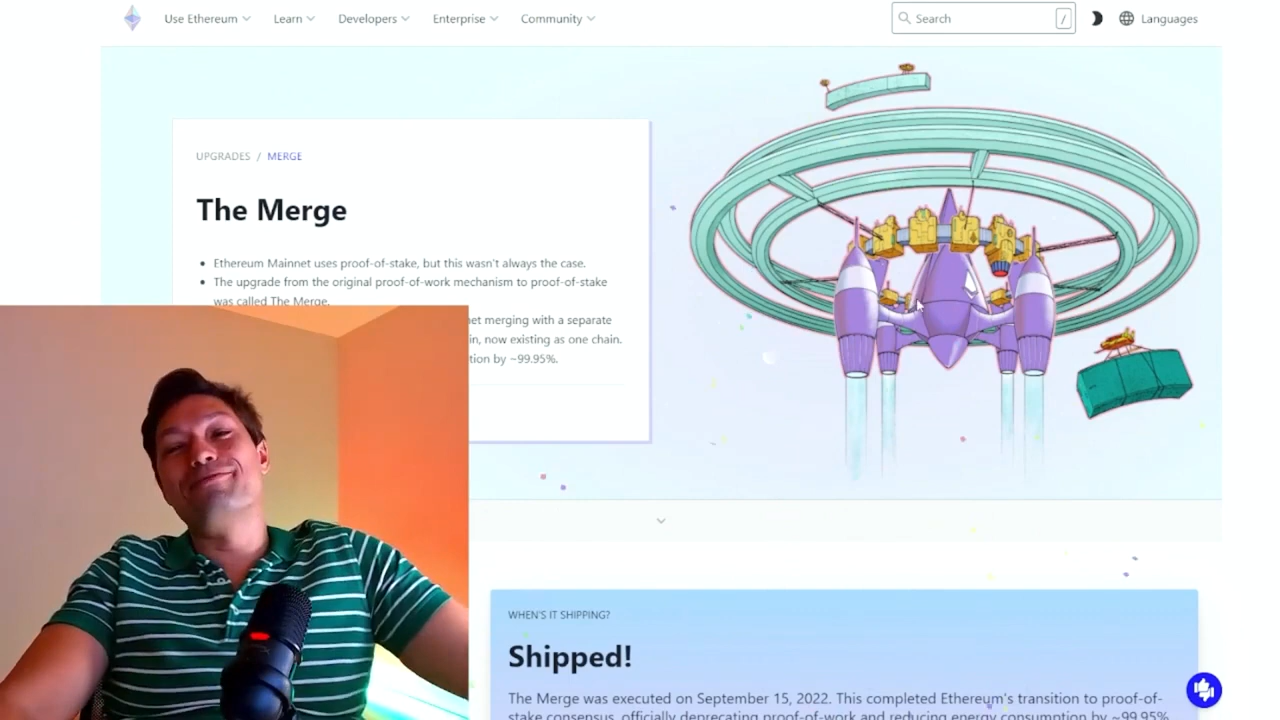 Use Ethereum Learn Developers Enterprise Community Search / Languages
UPGRADES / MERGE
The Merge
Ethereum Mainnet uses proof-of-stake, but this wasn't always the case.
The upgrade from the original proof-of-work mechanism to proof-of-stake
was called The Merge.
merging with a separate
now existing as one chain.
by ~99.95%.
WHEN'S IT SHIPPING?
Shipped!
The Merge was executed on September 15, 2022. This completed Ethereum's transition to proof-of-
stake consensus, officially deprecating proof-of-work and reducing energy consumption by ~99.95%.